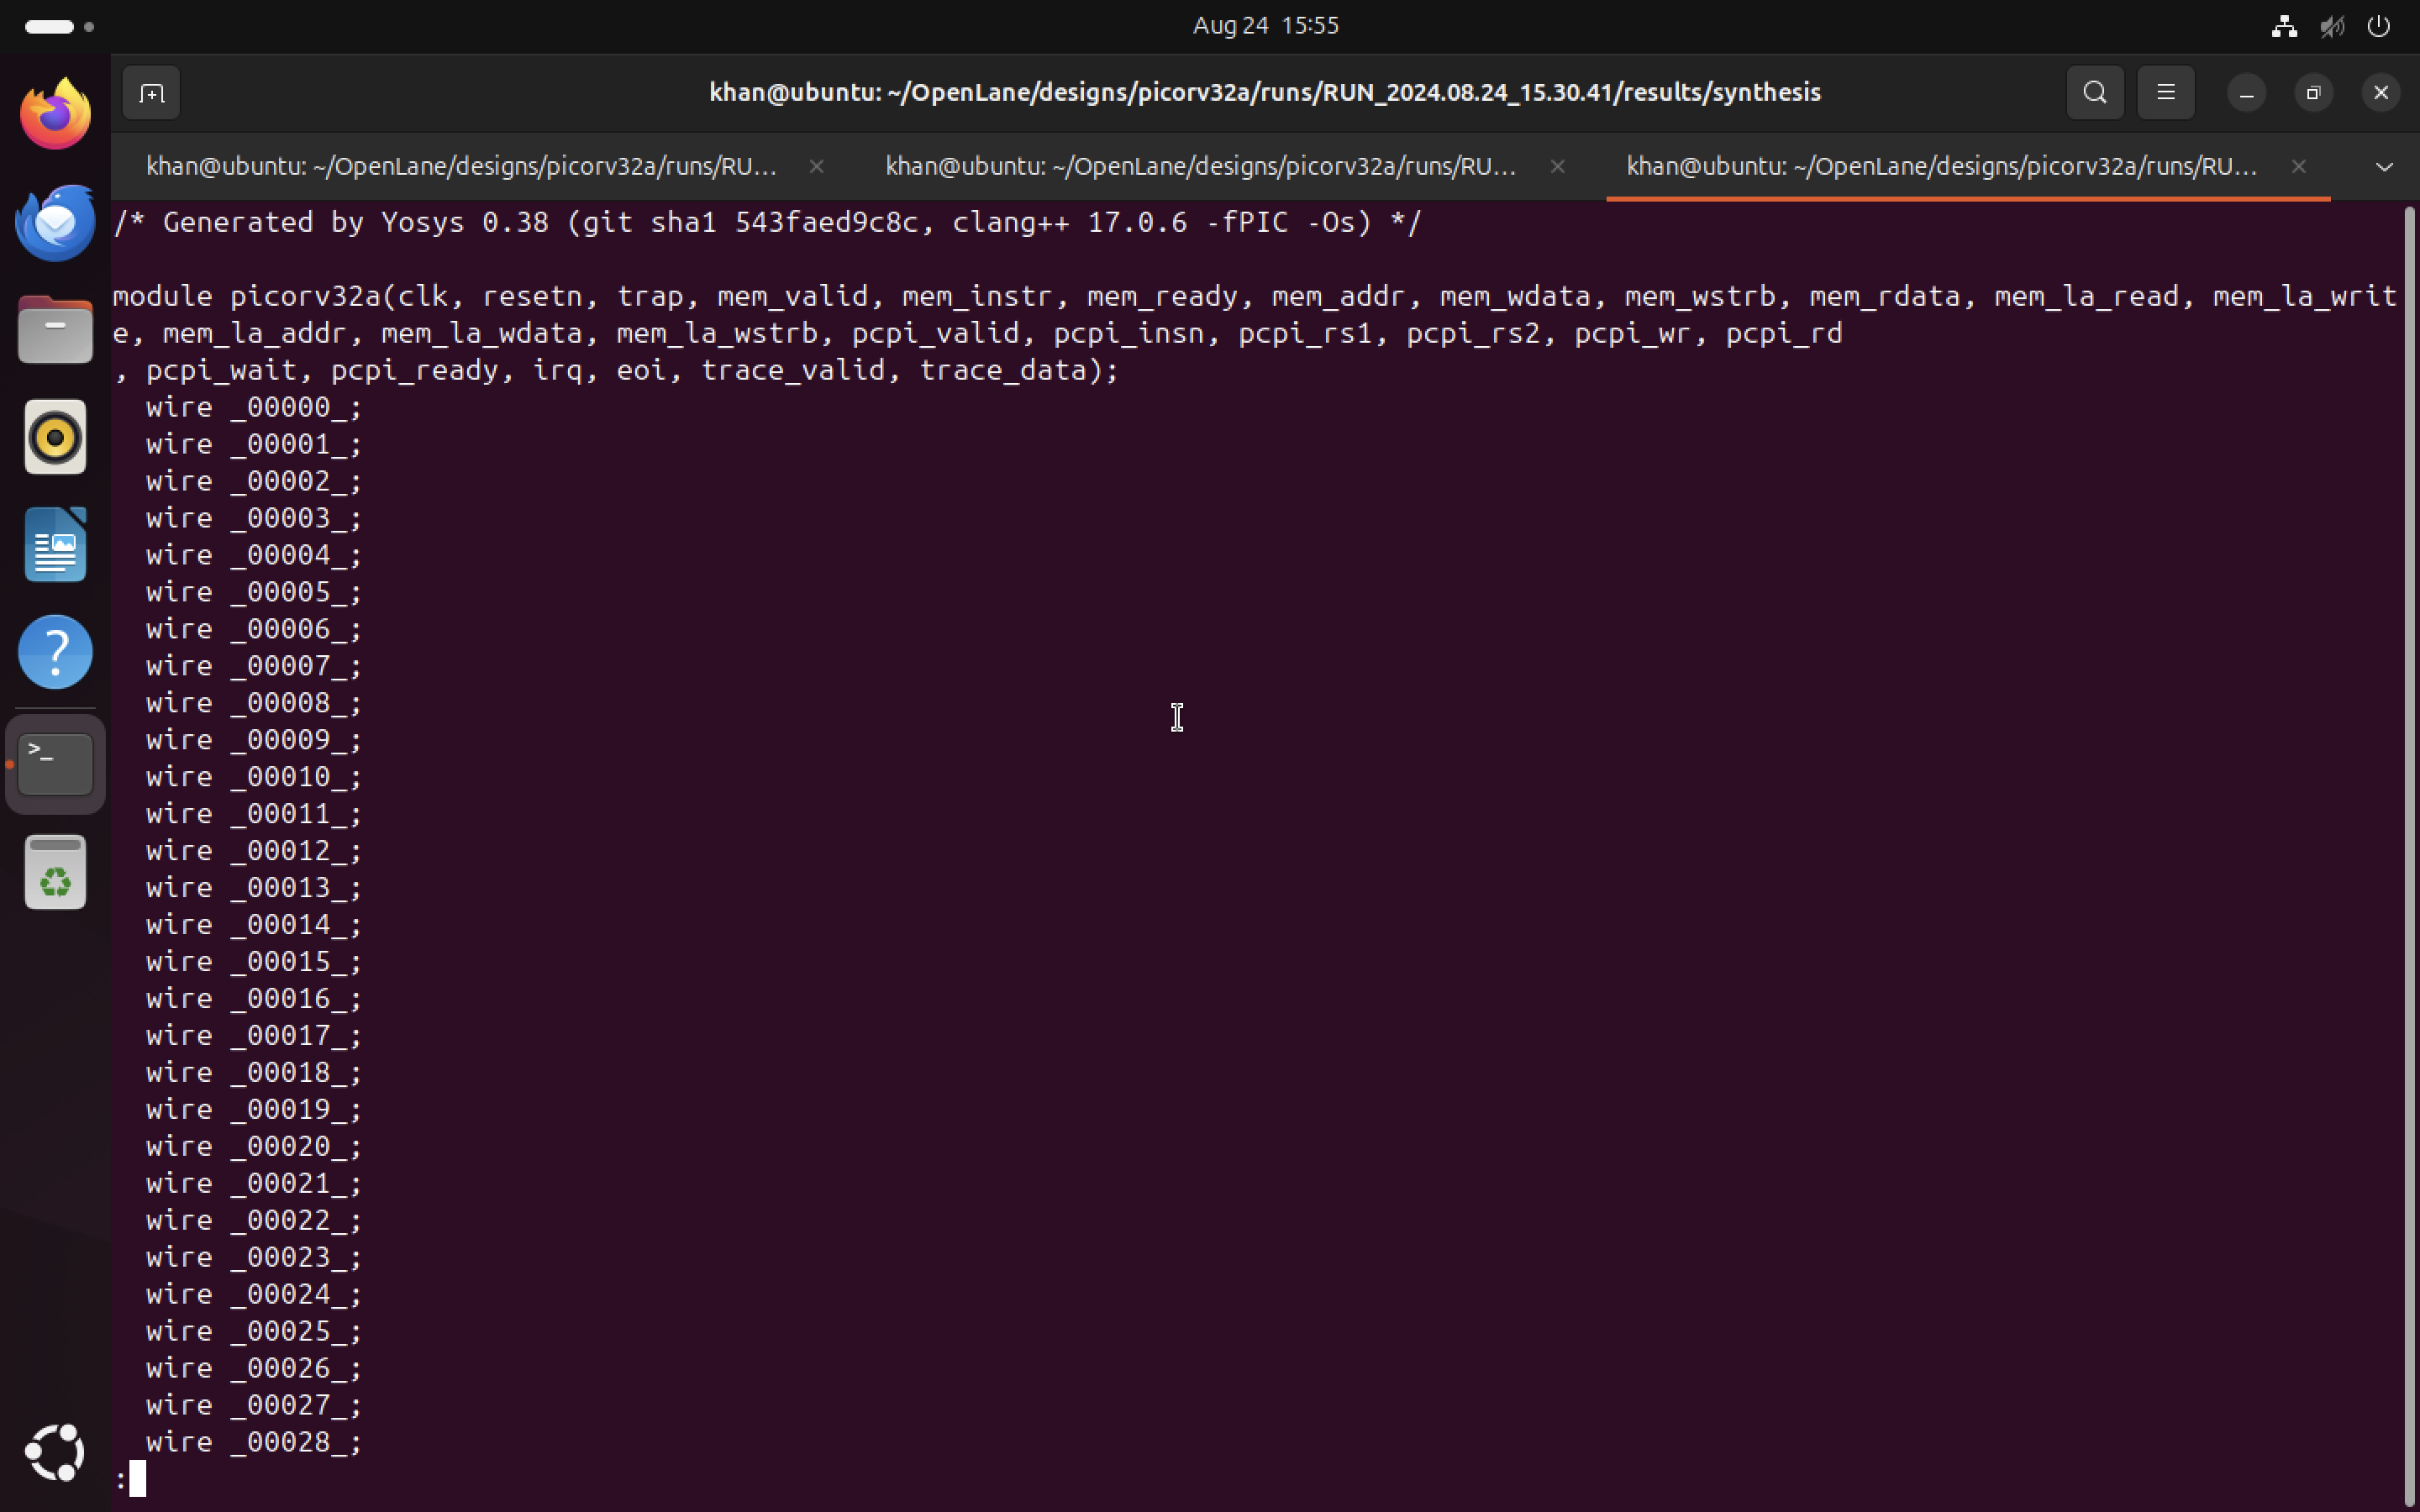 Aug 24 15:55
khan@ubuntu: ~/OpenLane/designs/picorv32a/runs/RUN_2024.08.24_15.30.41/results/synthesis
khan@ubuntu: ~/OpenLane/designs/picorv32a/runs/RU... khan@ubuntu: ~/OpenLane/designs/picorv32a/runs/RU... khan@ubuntu: ~/OpenLane/designs/picorv32a/runs/RU...
/* Generated by Yosys 0.38 (git sha1 543faed9c8c, clang++ 17.0.6 -fPIC -Os) */
module picorv32a(clk, resetn, trap, mem_valid, mem_instr, mem_ready, mem_addr, mem_wdata, mem_wstrb, mem_rdata, mem_la_read, mem_la_writ
e, mem_la_addr, mem_la_wdata, mem_la_wstrb, pcpi_valid, pcpi_insn, pcpi_rs1, pcpi_rs2, pcpi_wr, pcpi_rd
, pcpi_wait, pcpi_ready, irq, eoi, trace_valid, trace_data);
wire _00000_;
wire _00001_;
wire _00002_;
wire _00003_;
wire _00004_;
wire _00005_;
wire _00006_;
wire _00007_;
wire _00008_;
wire _00009_;
wire _00010_;
wire _00011_;
wire _00012_;
wire _00013_;
wire _00014_;
wire _00015_;
wire _00016_;
wire _00017_;
wire _00018_;
wire _00019_;
wire _00020_;
wire _00021_;
wire _00022_;
wire _00023_;
wire _00024_;
wire _00025_;
wire _00026_;
wire _00027_;
wire _00028_;
: